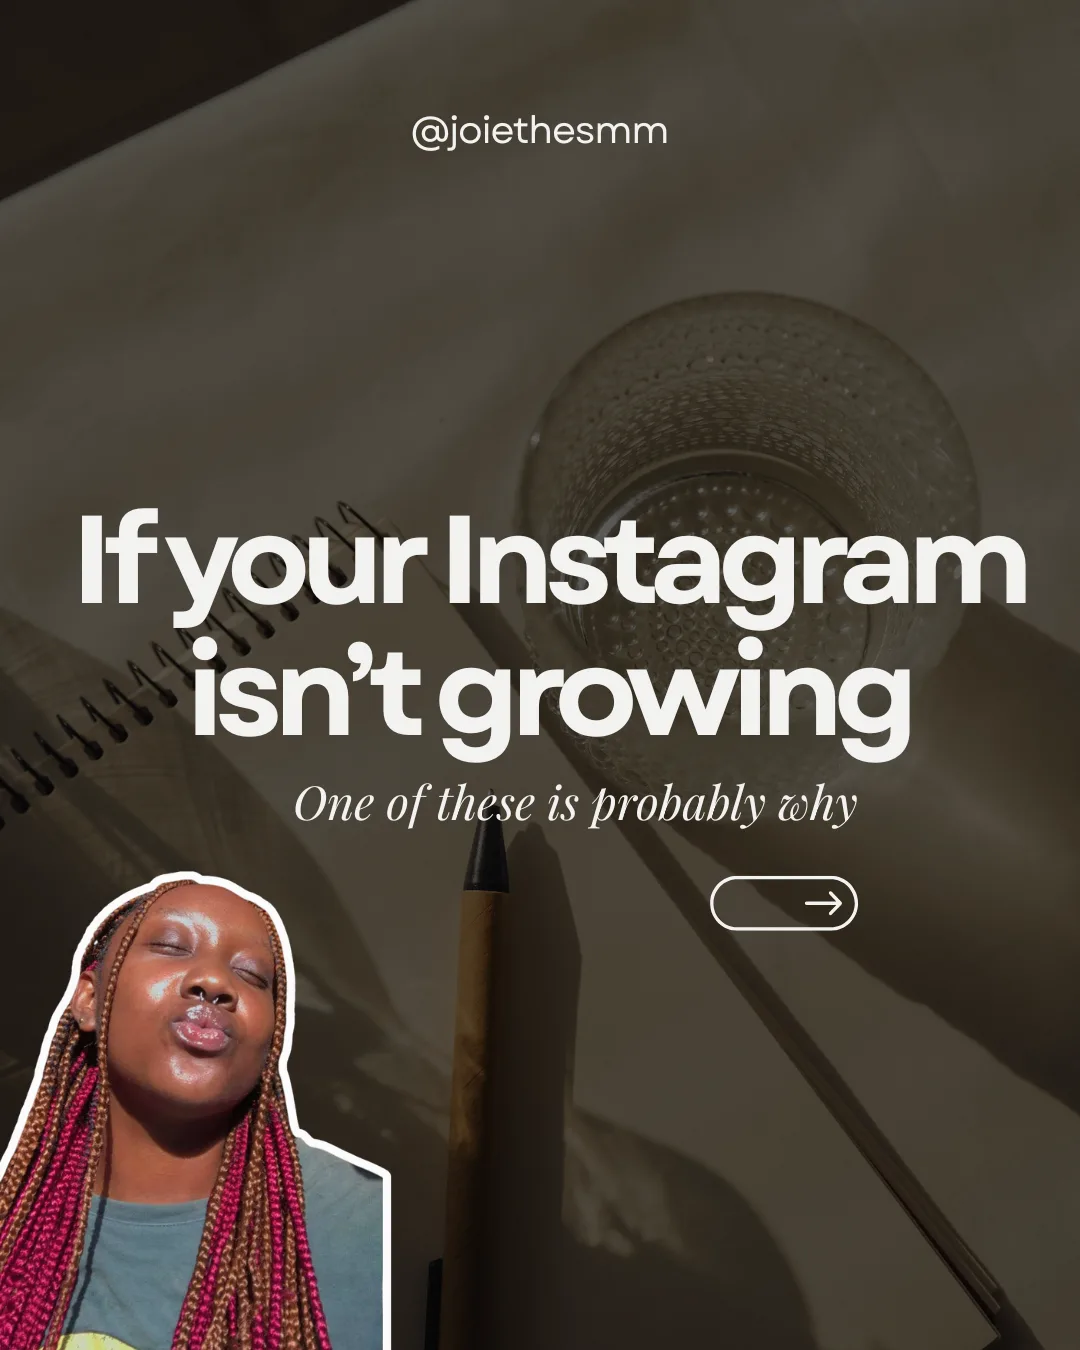 @joiethesmm
If your Instagram
isn’t growing
One of these is probably why